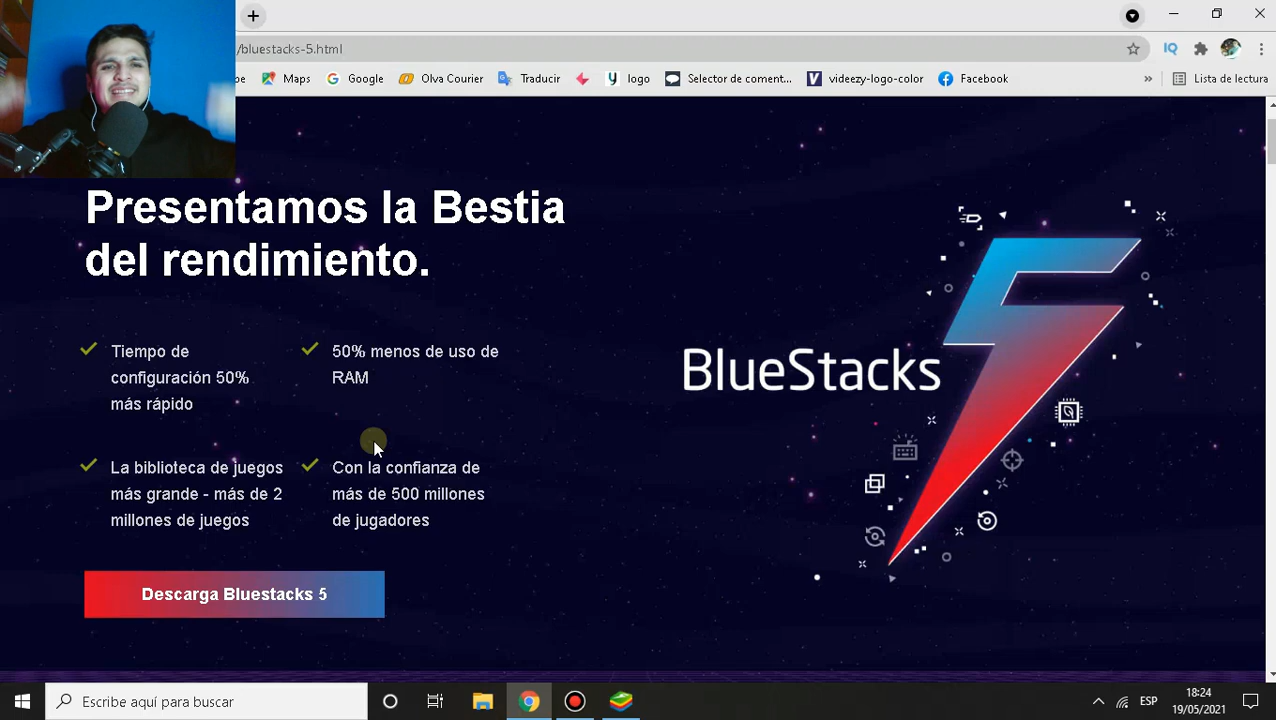 /bluestacks-5.html
Maps
Google
Olva Courier
Traduir
logo
Selector de coment...
videezy-logo-color
Facebook
»
Lista de lectura
Presentamos la Bestia
del rendimiento.
Tiempo de
configuración 50%
más rápido
50% menos de uso de
RAM
La biblioteca de juegos
más grande - más de 2
millones de juegos
Con la confianza de
más de 500 millones
de jugadores
Descarga Bluestacks 5
BlueStacks 5
Escribe aquí para buscar
ESP
18:24
19/05/2021